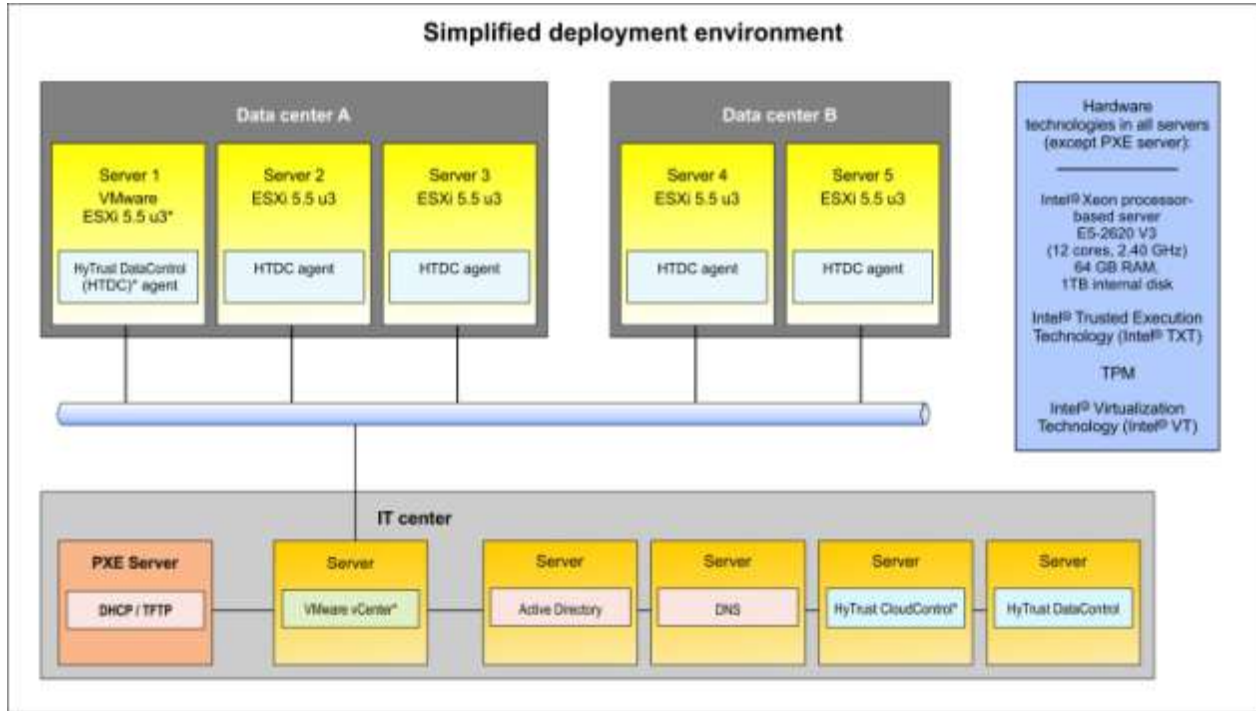 Simplified deployment environment
Data center A
Data center B
Server 1
VMware
ESXi 5.5 u3*
HyTrust DataControl
(HTDC)* agent
Server 2
ESXi 5.5 u3
HTDC agent
Server 3
ESXi 5.5 u3
HTDC agent
Server 4
ESXi 5.5 u3
HTDC agent
Server 5
ESXi 5.5 u3
HTDC agent
Hardware
technologies in all servers
(except PXE server):
Intel® Xeon processor-
based server
E5-2620 V3
(12 cores, 2.40 GHz)
64 GB RAM,
1TB internal disk
Intel® Trusted Execution
Technology (Intel® TXT)
TPM
Intel® Virtualization
Technology (Intel® VT)
IT center
PXE Server
DHCP / TFTP
Server
VMware vCenter*
Server
Active Directory
Server
DNS
Server
HyTrust CloudControl*
Server
HyTrust DataControl